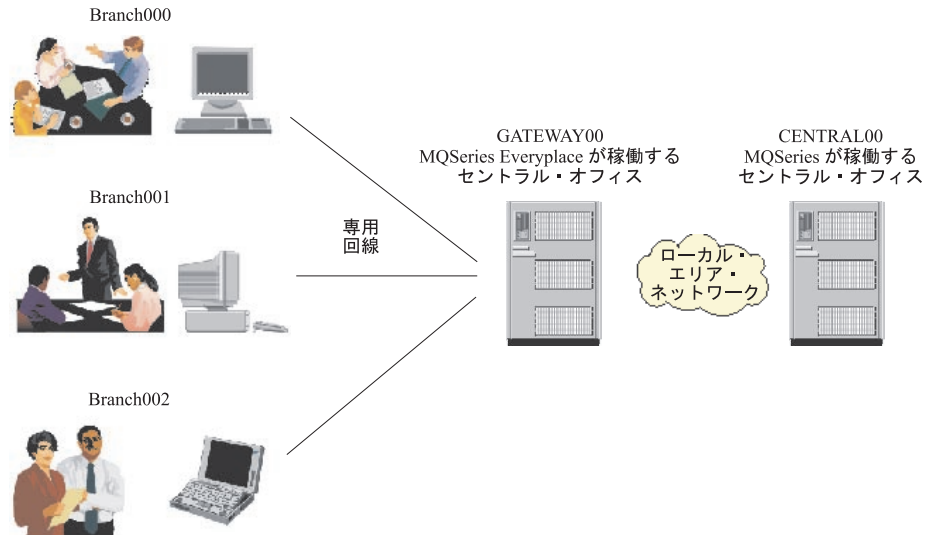 Branch000
GATEWAY00
MQSeries Everyplace が稼働する
セントラル・オフィス
CENTRAL00
MQSeries が稼働する
セントラル・オフィス
Branch001
専用
回線
ローカル・
エリア・
ネットワーク
Branch002